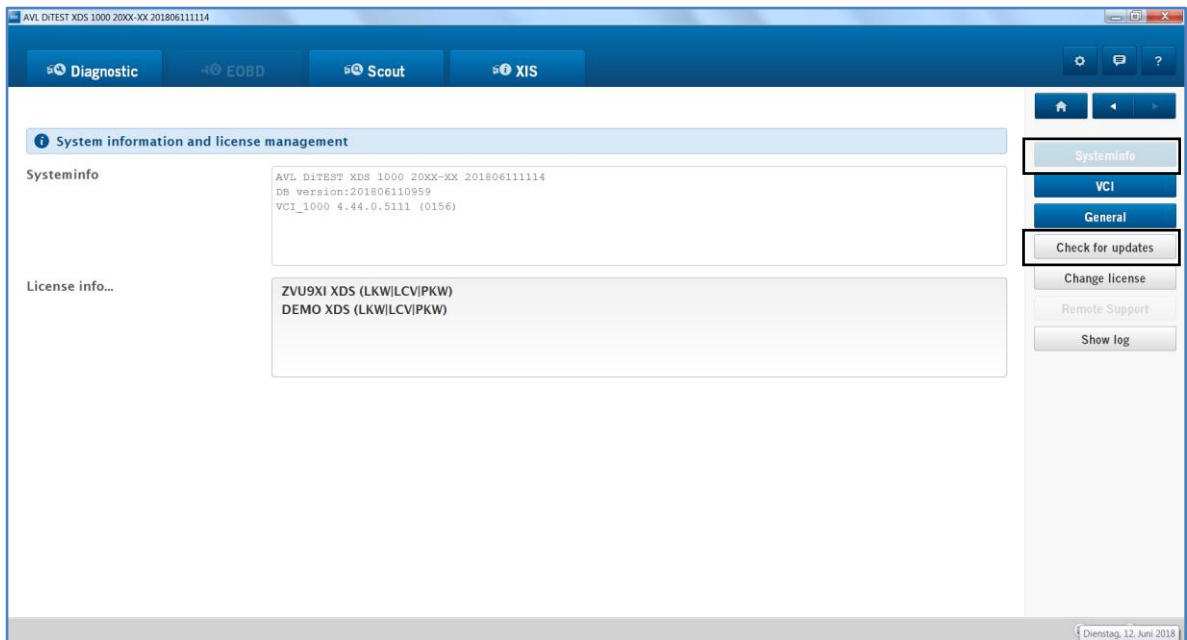 AVL DiTEST XDS 1000 20XX-XX 201806111114
Diagnostic
EOBD
Scout
XIS
?
System information and license management
Systeminfo
AVL DiTEST XDS 1000 20XX-XX 201806111114
DB version:201806110959
VCI_1000 4.44.0.5111 (0156)
License info...
ZVU9XI XDS (LKW|LCV|PKW)
DEMO XDS (LKW|LCV|PKW)
Systeminfo
VCI
General
Check for updates
Change license
Remote Support
Show log
Dienstag, 12. Juni 2018